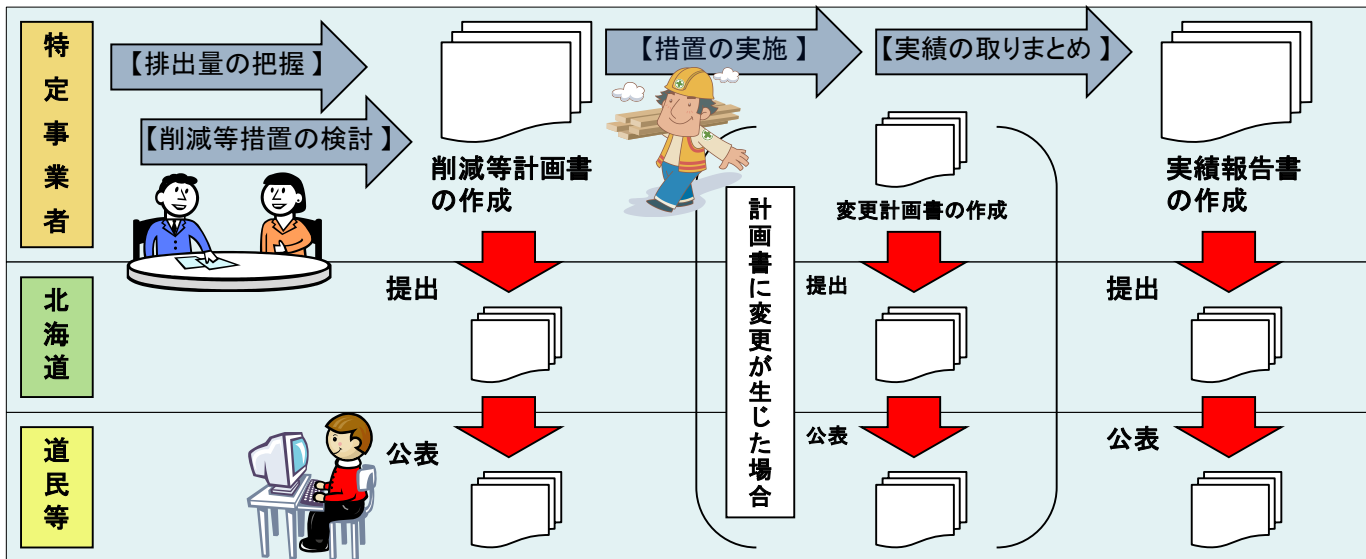 特定事業者
【排出量の把握】
【削減等措置の検討】
削減等計画書
の作成
【措置の実施】
【実績の取りまとめ】
変更計画書の作成
実績報告書
の作成
計画書に変更が生じた場合
北海道
提出
提出
提出
道民等
公表
公表
公表